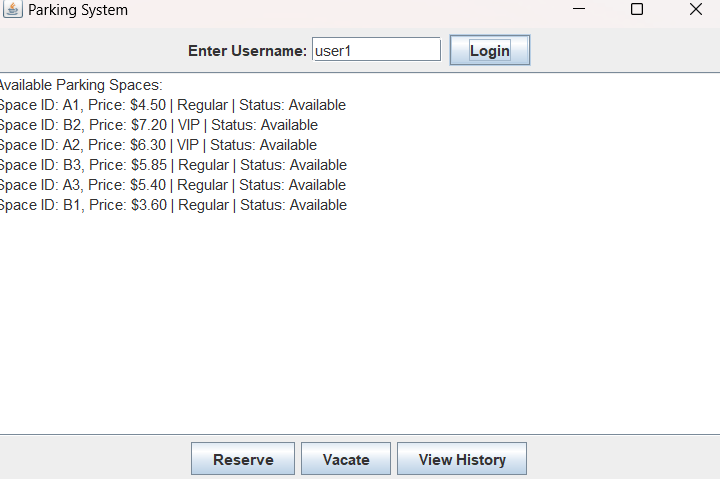 Parking System
Enter Username: user1 Login
Available Parking Spaces:
Space ID: A1, Price: $4.50 | Regular | Status: Available
Space ID: B2, Price: $7.20 | VIP | Status: Available
Space ID: A2, Price: $6.30 | VIP | Status: Available
Space ID: B3, Price: $5.85 | Regular | Status: Available
Space ID: A3, Price: $5.40 | Regular | Status: Available
Space ID: B1, Price: $3.60 | Regular | Status: Available
Reserve Vacate View History